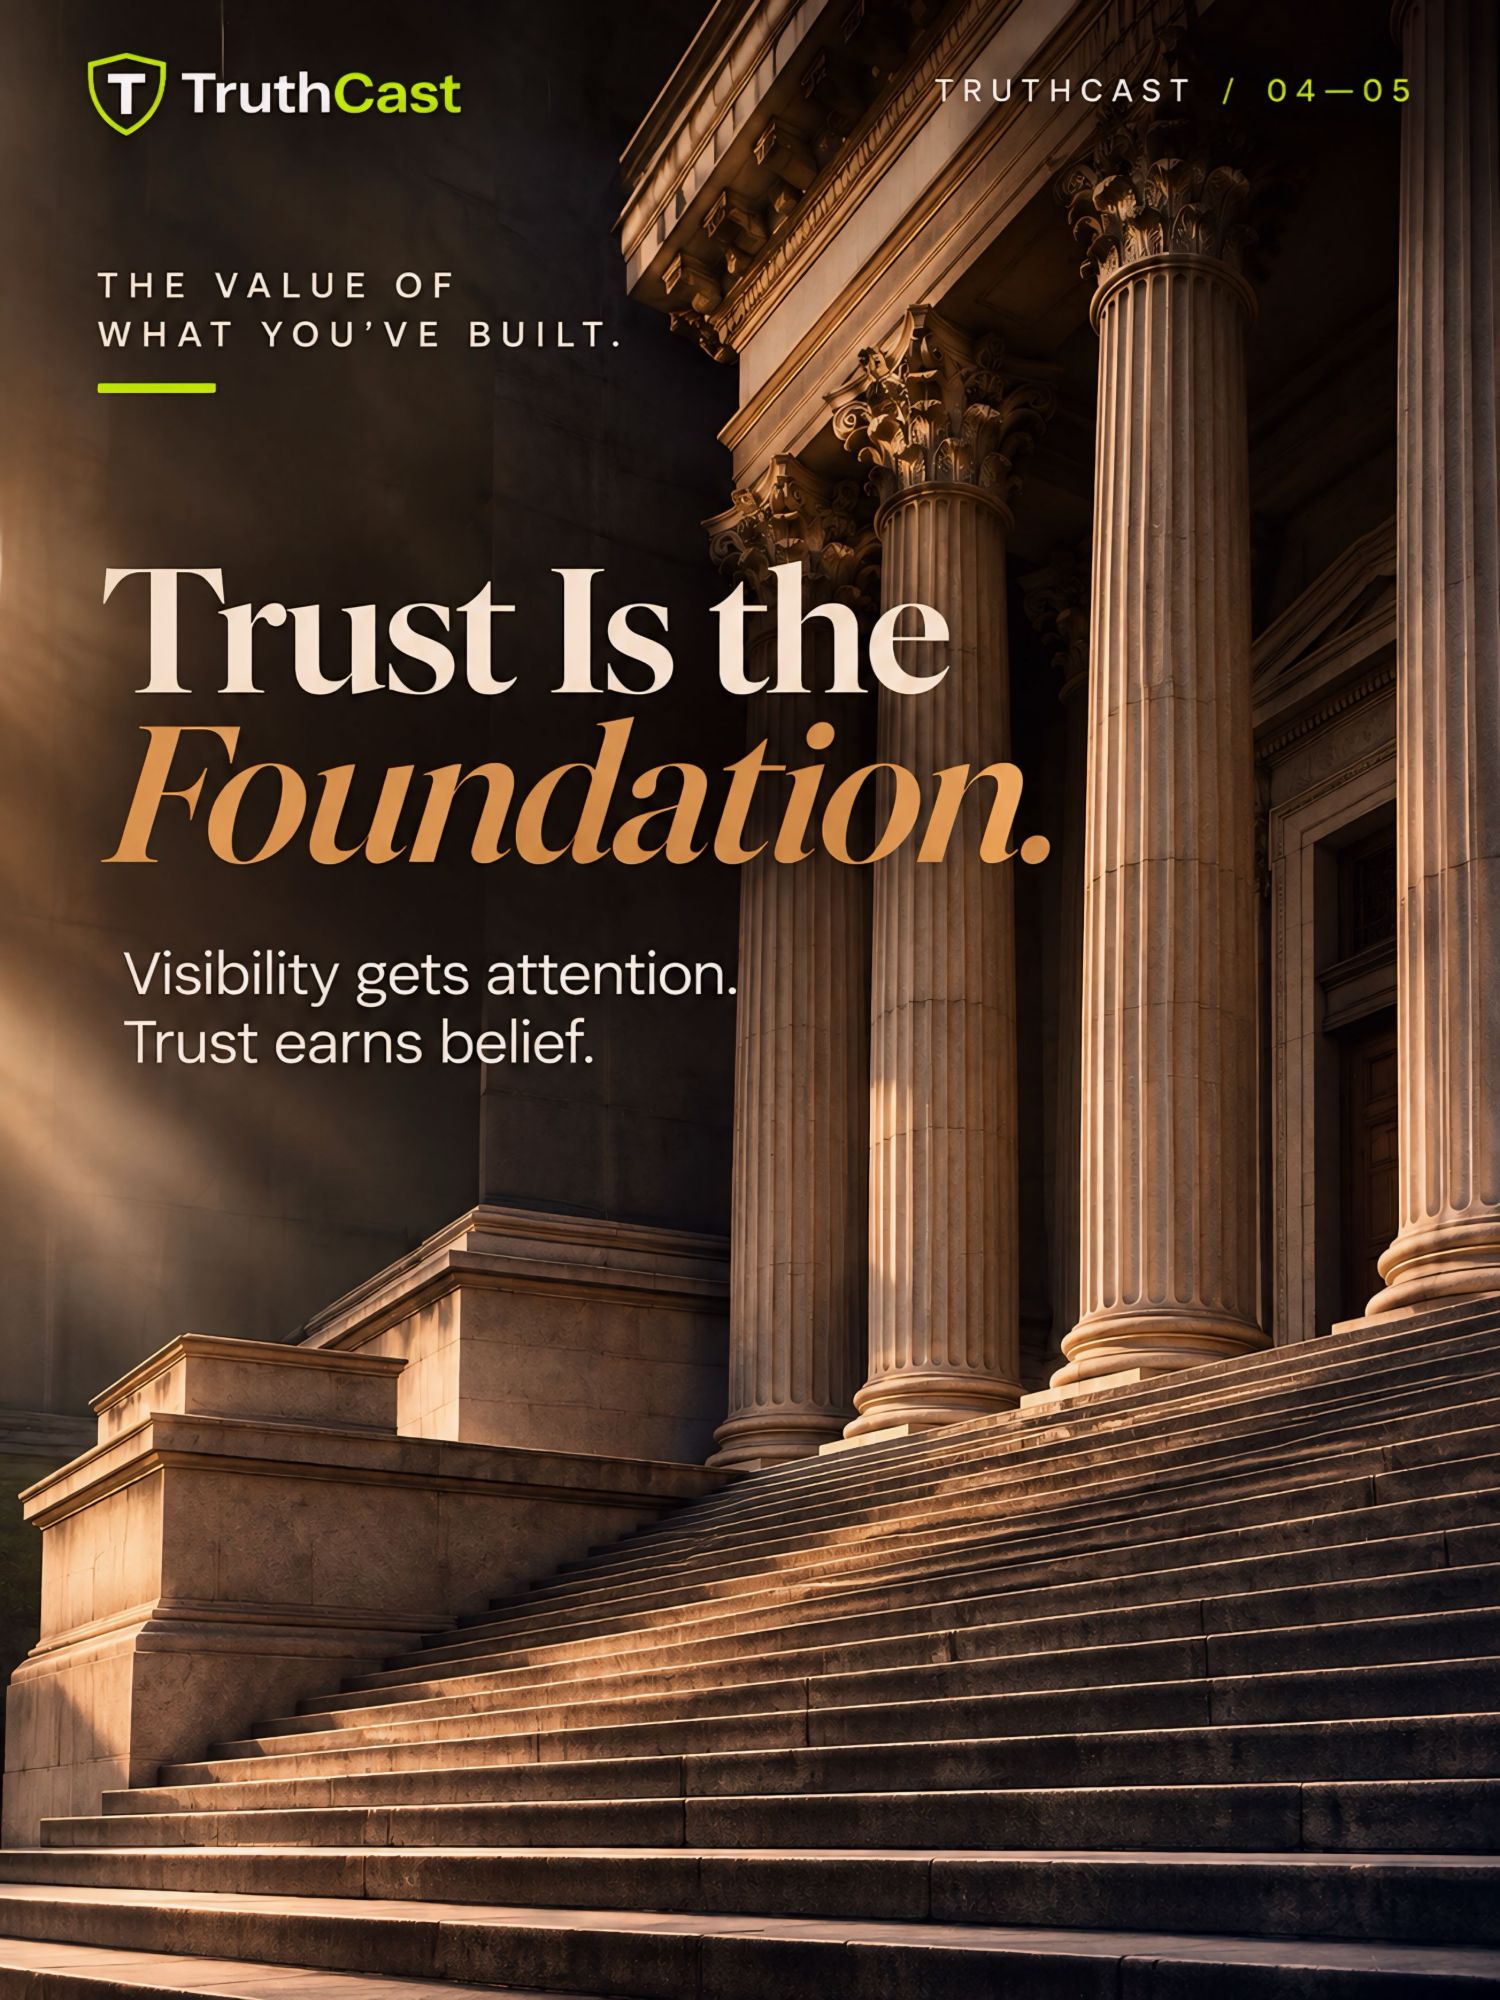 TruthCast
TRUTHCAST / 04—05
THE VALUE OF
WHAT YOU’VE BUILT.
Trust Is the
Foundation.
Visibility gets attention.
Trust earns belief.